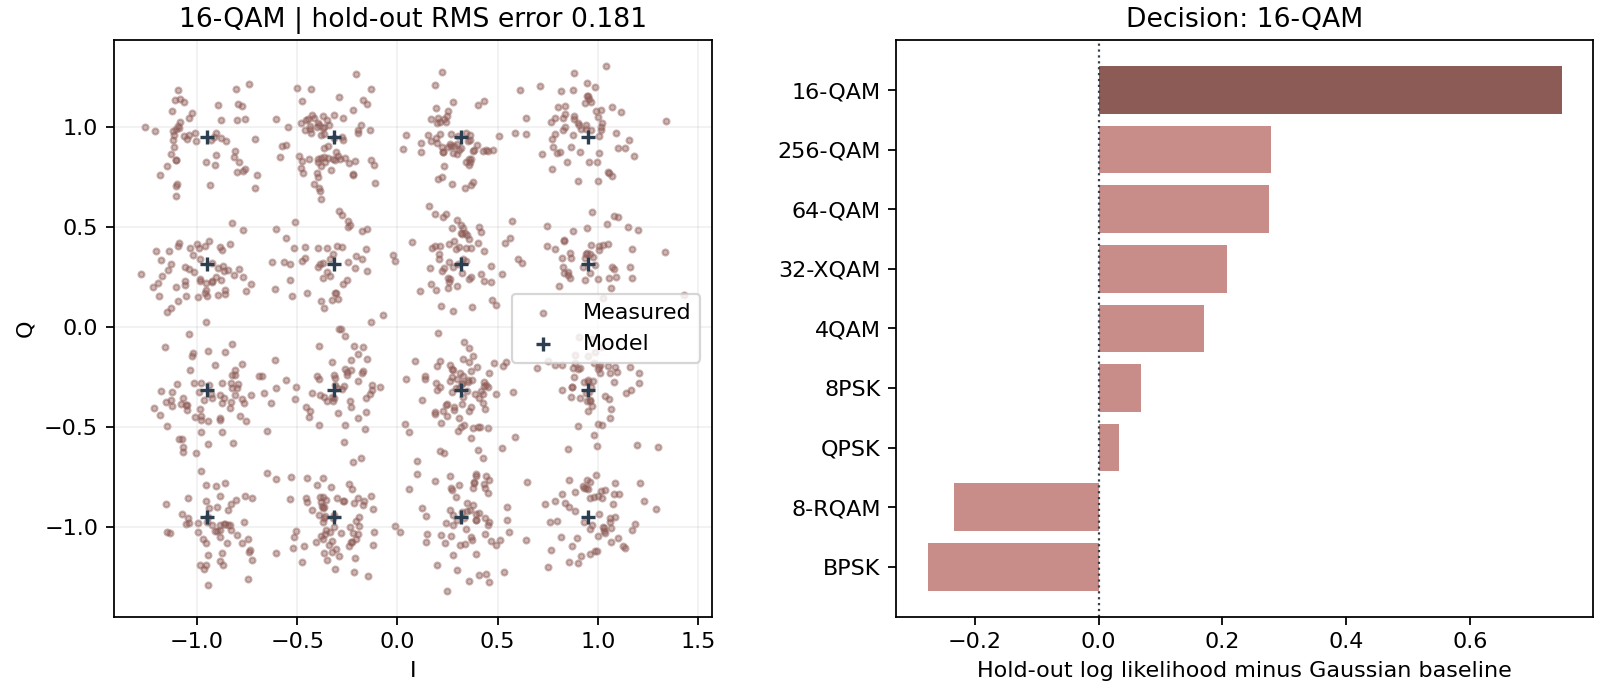 16-QAM | hold-out RMS error 0.181
1.0
0.5
0.0
−0.5
−1.0
Q
Measured
Model
−1.0
−0.5
0.0
0.5
1.0
1.5
I
Decision: 16-QAM
16-QAM
256-QAM
64-QAM
32-XQAM
4QAM
8PSK
QPSK
8-RQAM
BPSK
−0.2
0.0
0.2
0.4
0.6
Hold-out log likelihood minus Gaussian baseline